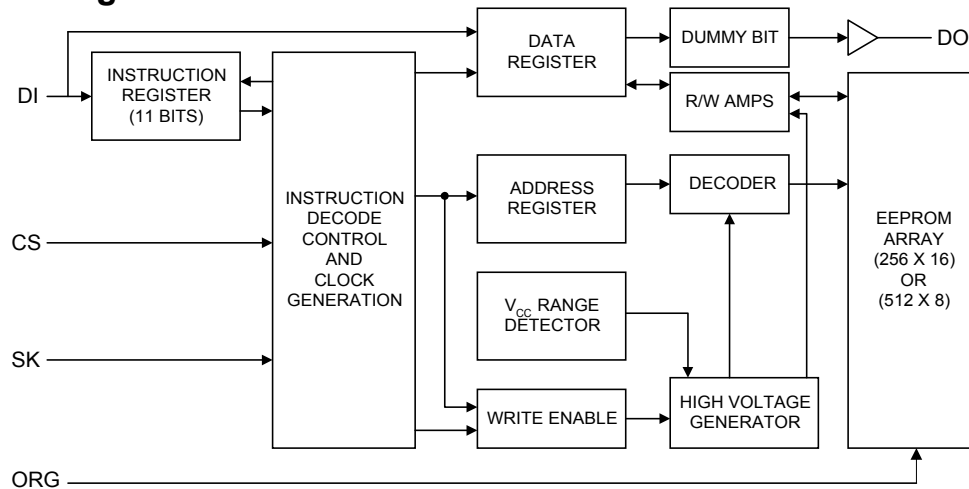 DI
INSTRUCTION
REGISTER
(11 BITS)
CS
SK
ORG
INSTRUCTION
DECODE
CONTROL
AND
CLOCK
GENERATION
DATA
REGISTER
DUMMY BIT
DO
R/W AMPS
ADDRESS
REGISTER
DECODER
VCC RANGE
DETECTOR
WRITE ENABLE
HIGH VOLTAGE
GENERATOR
EEPROM
ARRAY
(256 X 16)
OR
(512 X 8)